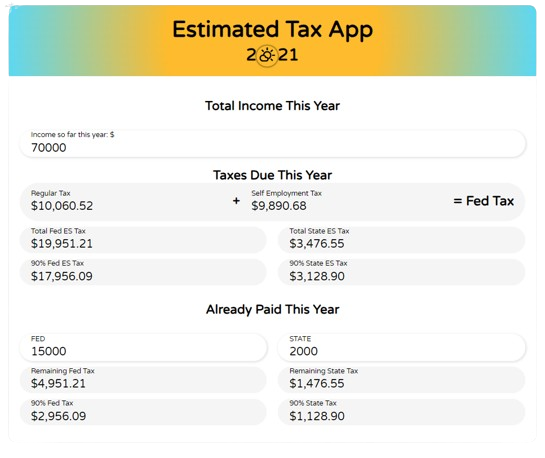 Estimated Tax App
2021
Total Income This Year
Income so far this year: $
70000
Taxes Due This Year
Regular Tax
$10,060.52
+
Self Employment Tax
$9,890.68
= Fed Tax
Total Fed ES Tax
$19,951.21
Total State ES Tax
$3,476.55
90% Fed ES Tax
$17,956.09
90% State ES Tax
$3,128.90
Already Paid This Year
FED
15000
STATE
2000
Remaining Fed Tax
$4,951.21
Remaining State Tax
$1,476.55
90% Fed Tax
$2,956.09
90% State Tax
$1,128.90